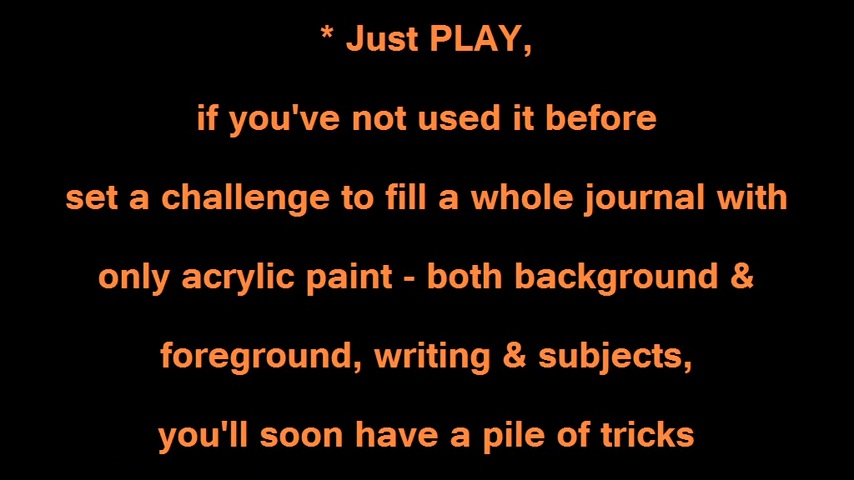 * Just PLAY,
if you've not used it before
set a challenge to fill a whole journal with
only acrylic paint - both background &
foreground, writing & subjects,
you'll soon have a pile of tricks